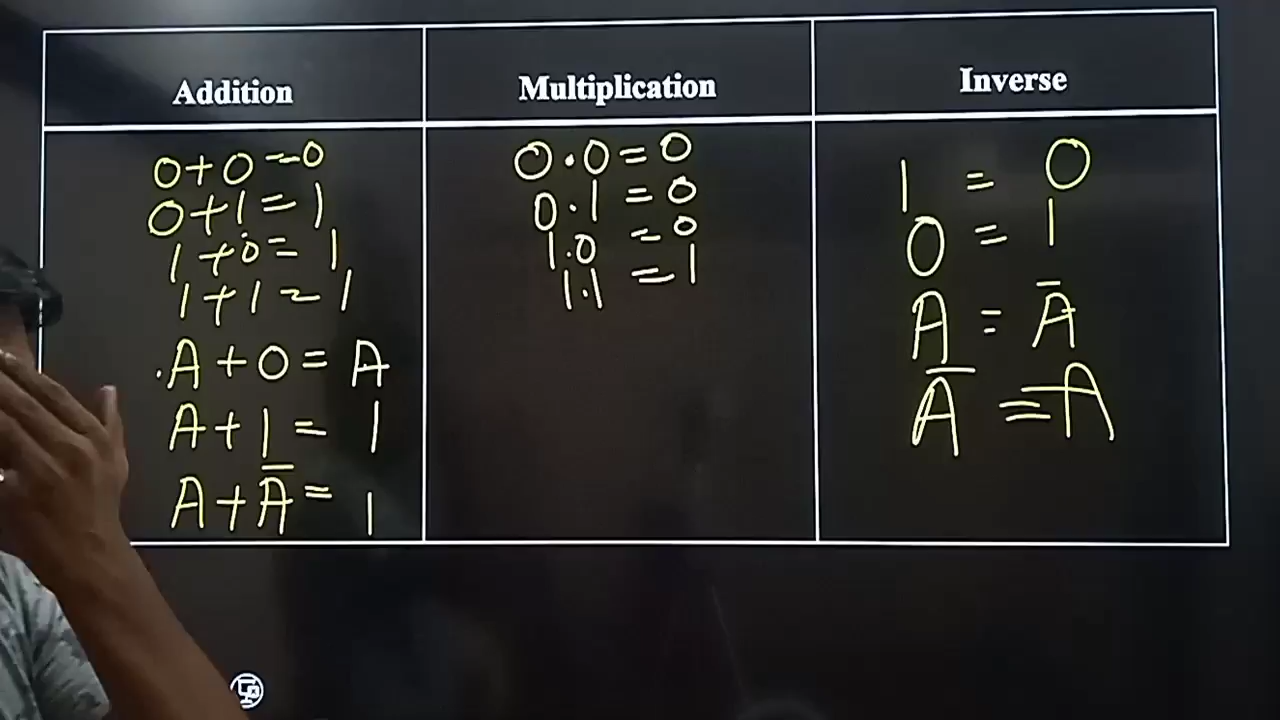 Addition
0+0=0
0+1=1
1+0=1
1+1=1
.A+0=A
A+1=1
A+A̅=1
Multiplication
0.0=0
0.1=0
1.0=0
1.1=1
Inverse
1=0
0=1
A=A̅
A̅=A